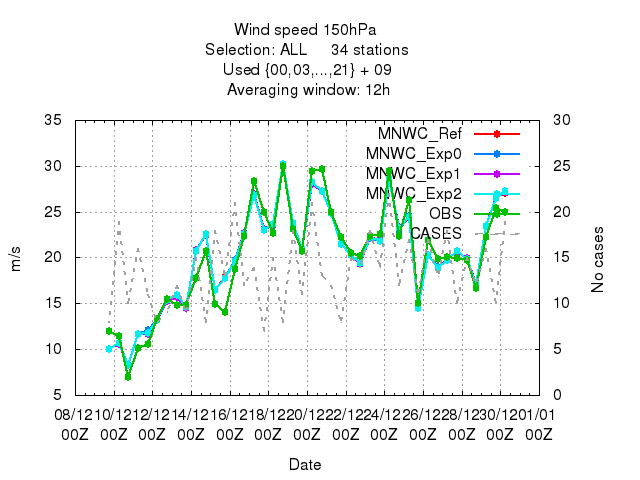 Wind speed 150hPa
Selection: ALL     34 stations
Used {00,03,...,21} + 09
Averaging window: 12h
35 30
30 25
25 20
20 15
15 10
10 5
5 0
MNWC_Ref
MNWC_Exp0
MNWC_Exp1
MNWC_Exp2
OBS
CASES
m/s
No cases
08/12 10/12 12/12 14/12 16/12 18/12 20/12 22/12 24/12 26/12 28/12 30/12 01/01
00Z 00Z 00Z 00Z 00Z 00Z 00Z 00Z 00Z 00Z 00Z 00Z 00Z
Date